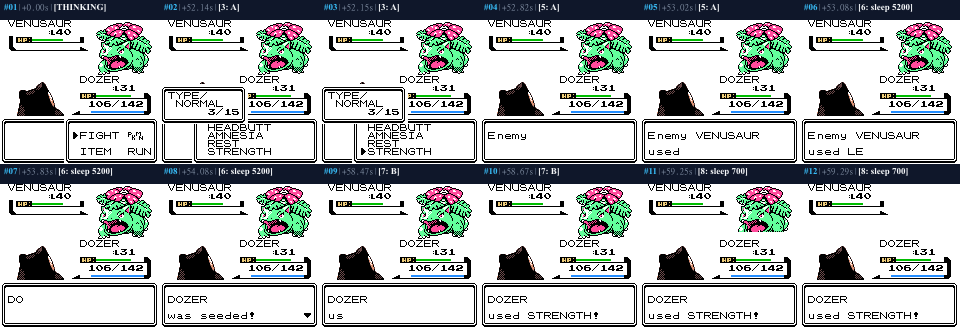 #01|+0.00s|[THINKING]
VENUSAUR
:L40
HP:
DOZER
:L31
106/142
▶FIGHT PKMN
ITEM RUN
#02|+52.14s|[3: A]
VENUSAUR
:L40
HP:
DOZER
:L31
TYPE/
NORMAL
3/15
HP:
106/142
HEADBUTT
AMNESIA
REST
STRENGTH
#03|+52.15s|[3: A]
VENUSAUR
:L40
HP:
DOZER
:L31
TYPE/
NORMAL
3/15
HP:
106/142
HEADBUTT
AMNESIA
REST
▶STRENGTH
#04|+52.82s|[5: A]
VENUSAUR
:L40
HP:
DOZER
:L31
HP:
106/142
Enemy
#05|+53.02s|[5: A]
VENUSAUR
:L40
HP:
DOZER
:L31
HP:
106/142
Enemy VENUSAUR
used
#06|+53.08s|[6: sleep 5200]
VENUSAUR
:L40
HP:
DOZER
:L31
HP:
106/142
Enemy VENUSAUR
used LE
#07|+53.83s|[6: sleep 5200]
VENUSAUR
:L40
HP:
DOZER
:L31
HP:
106/142
DO
#08|+54.08s|[6: sleep 5200]
VENUSAUR
:L40
HP:
DOZER
:L31
HP:
106/142
DOZER
was seeded!
#09|+58.47s|[7: B]
VENUSAUR
:L40
HP:
DOZER
:L31
HP:
106/142
DOZER
us
#10|+58.67s|[7: B]
VENUSAUR
:L40
HP:
DOZER
:L31
HP:
106/142
DOZER
used STRENGTH!
#11|+59.25s|[8: sleep 700]
VENUSAUR
:L40
HP:
DOZER
:L31
HP:
106/142
DOZER
used STRENGTH!
#12|+59.29s|[8: sleep 700]
VENUSAUR
:L40
HP:
DOZER
:L31
HP:
106/142
DOZER
used STRENGTH!